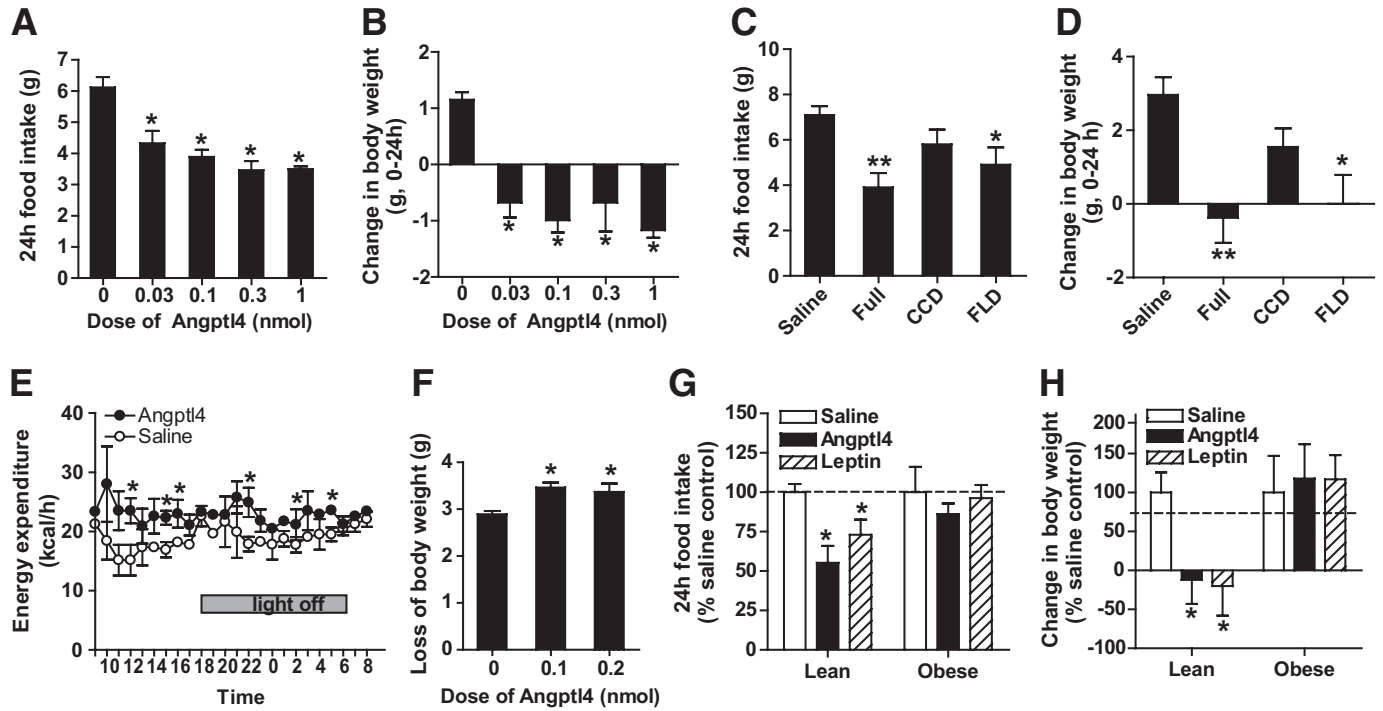 A
24h food intake (g)
7
6
5
4
3
2
1
0
*
*
*
*
0 0.03 0.1 0.3 1
Dose of Angptl4 (nmol)
B
Change in body weight
(g, 0-24h)
2
1
0
-1
-2
*
*
*
*
0 0.03 0.1 0.3 1
Dose of Angptl4 (nmol)
C
24h food intake (g)
10
8
6
4
2
0
**
*
Saline Full CCD FLD
D
Change in body weight
(g, 0-24 h)
4
2
0
-2
**
*
Saline Full CCD FLD
E
Energy expenditure
(kcal/h)
40
30
20
10
0
Angptl4
Saline
* * * * * *
light off
10 12 14 16 18 20 22 0 2 4 6 8
Time
F
Loss of body weight (g)
4
3
2
1
0
* *
0 0.1 0.2
Dose of Angptl4 (nmol)
G
24h food intake
(% saline control)
150
125
100
75
50
25
0
Saline
Angptl4
Leptin
* *
Lean Obese
H
Change in body weight
(% saline control)
200
150
100
50
0
-50
-100
Saline
Angptl4
Leptin
* *
Lean Obese